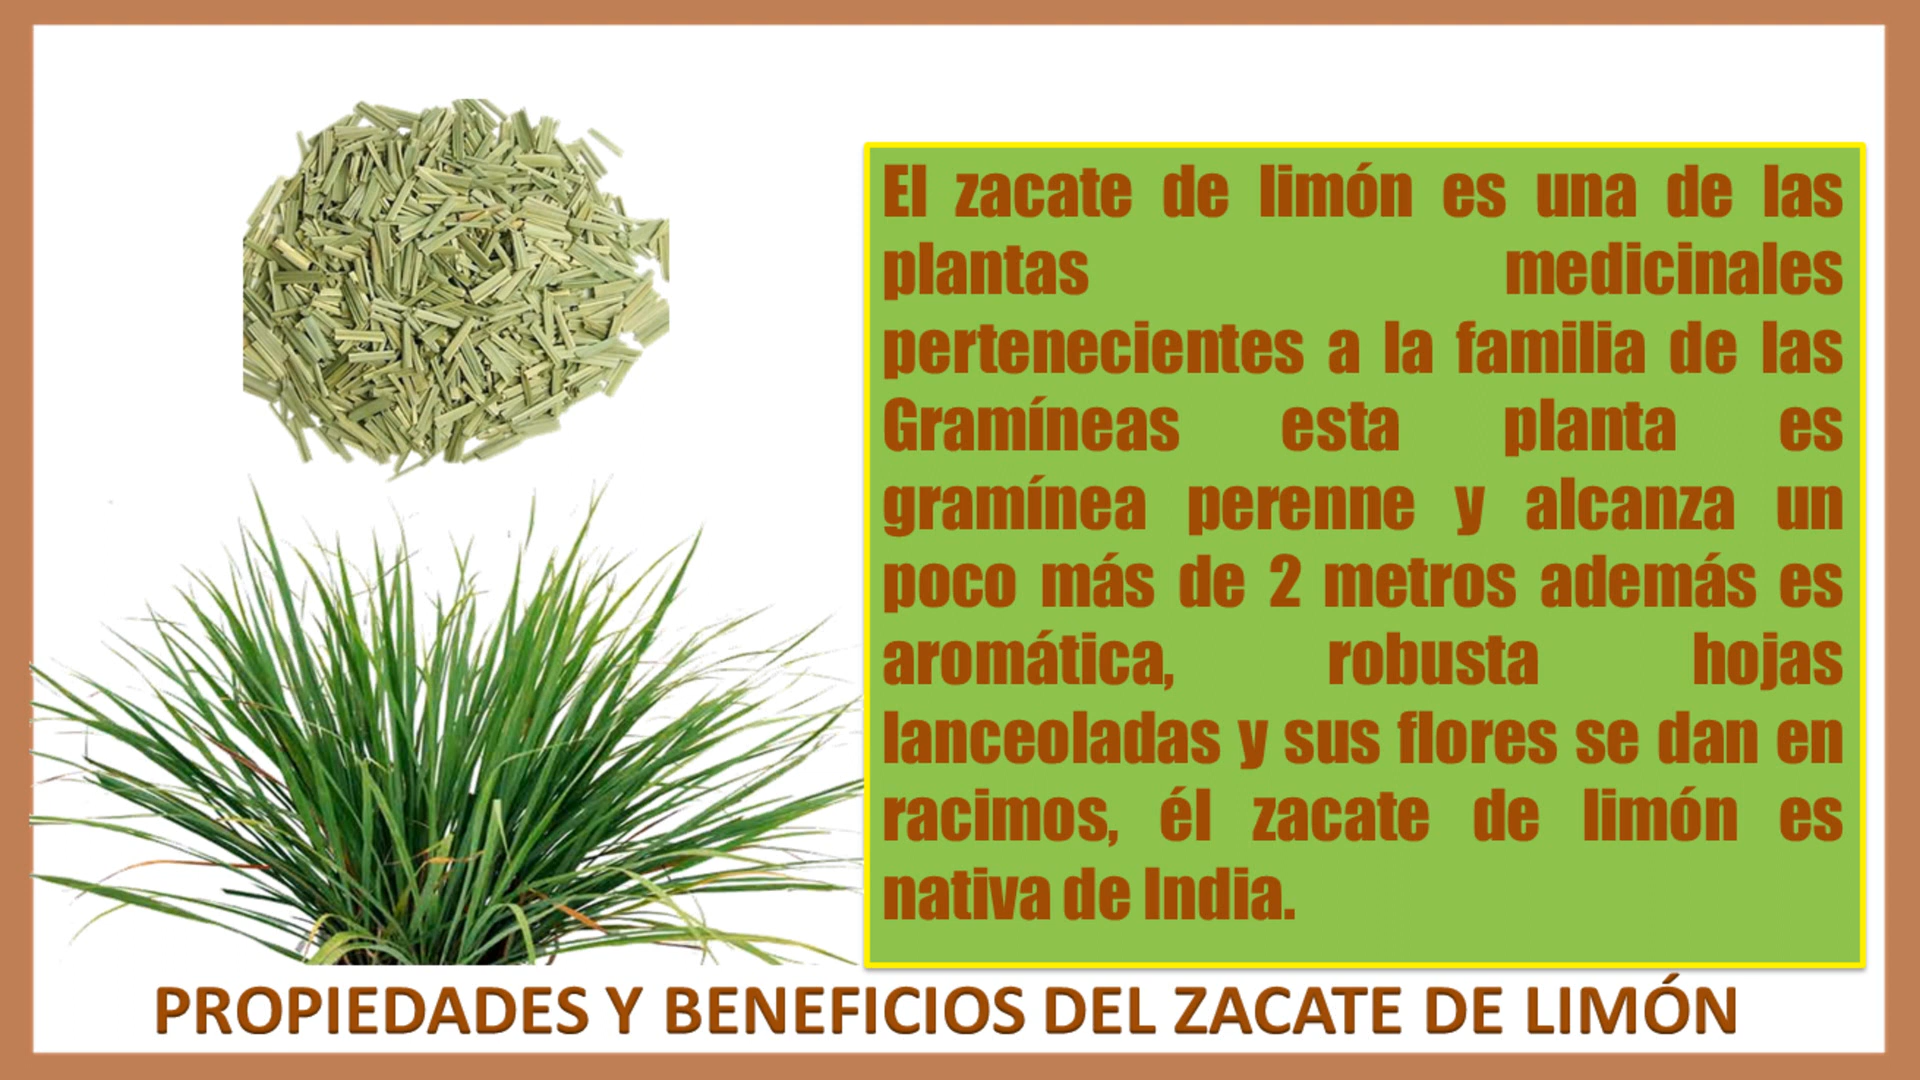 El zacate de limón es una de las
plantas medicinales
pertenecientes a la familia de las
Gramíneas esta planta es
gramínea perenne y alcanza un
poco más de 2 metros además es
aromática, robusta hojas
lanceoladas y sus flores se dan en
racimos, él zacate de limón es
nativa de India.
PROPIEDADES Y BENEFICIOS DEL ZACATE DE LIMÓN